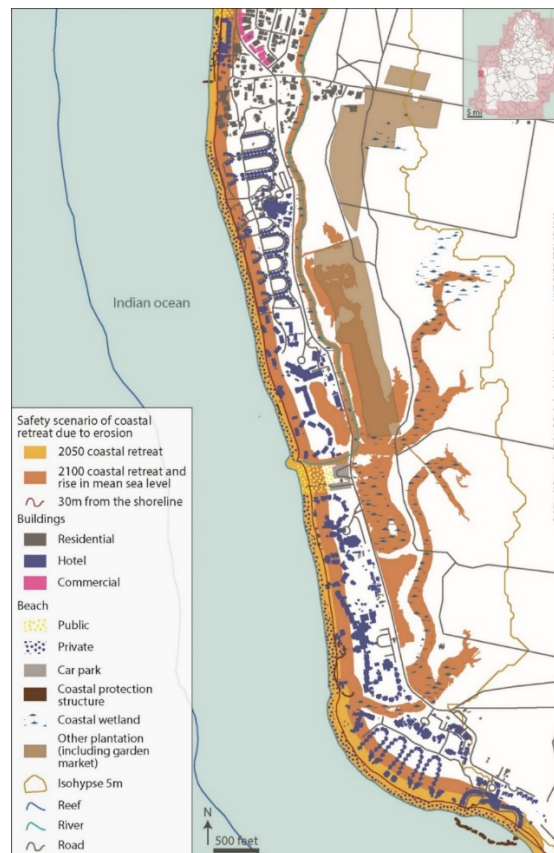 5 mi
Indian ocean
Safety scenario of coastal
retreat due to erosion
2050 coastal retreat
2100 coastal retreat and
rise in mean sea level
30m from the shoreline
Buildings
Residential
Hotel
Commercial
Beach
Public
Private
Car park
Coastal protection
structure
Coastal wetland
Other plantation
(including garden
market)
Isohypse 5m
Reef
River
Road
N
500 feet